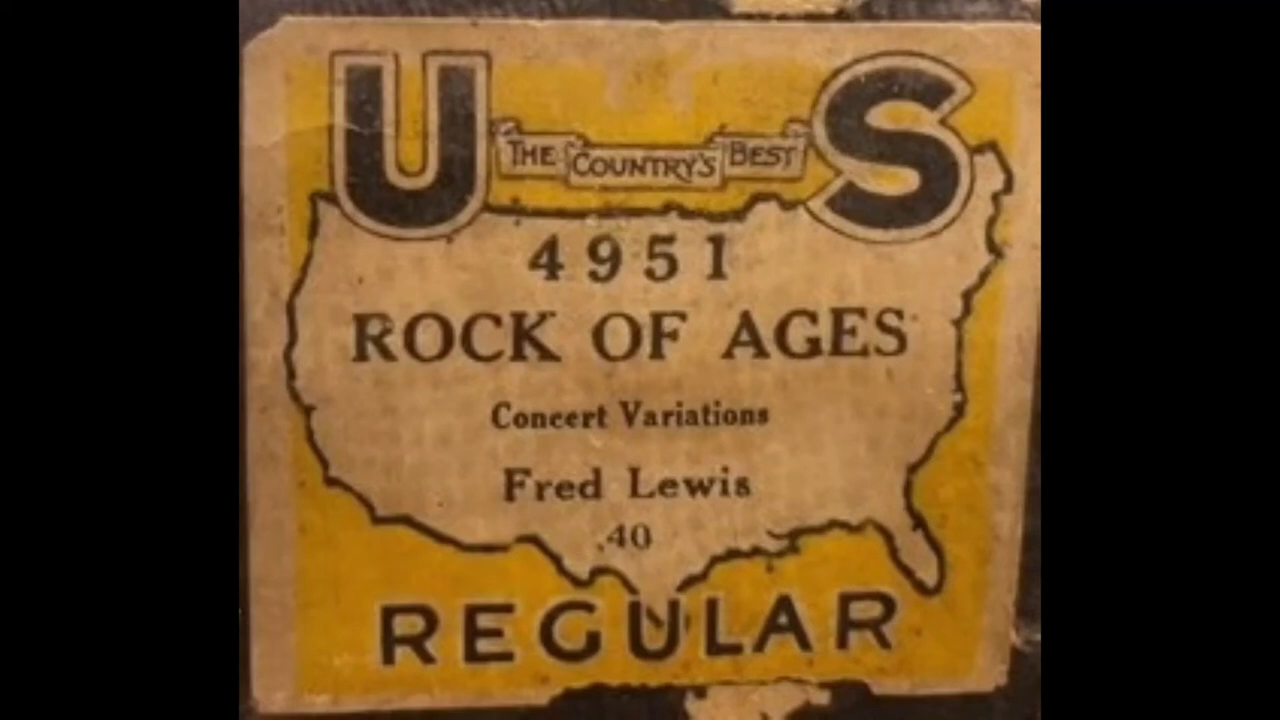 U S
THE COUNTRY'S BEST
4951
ROCK OF AGES
Concert Variations
Fred Lewis
.40
REGULAR